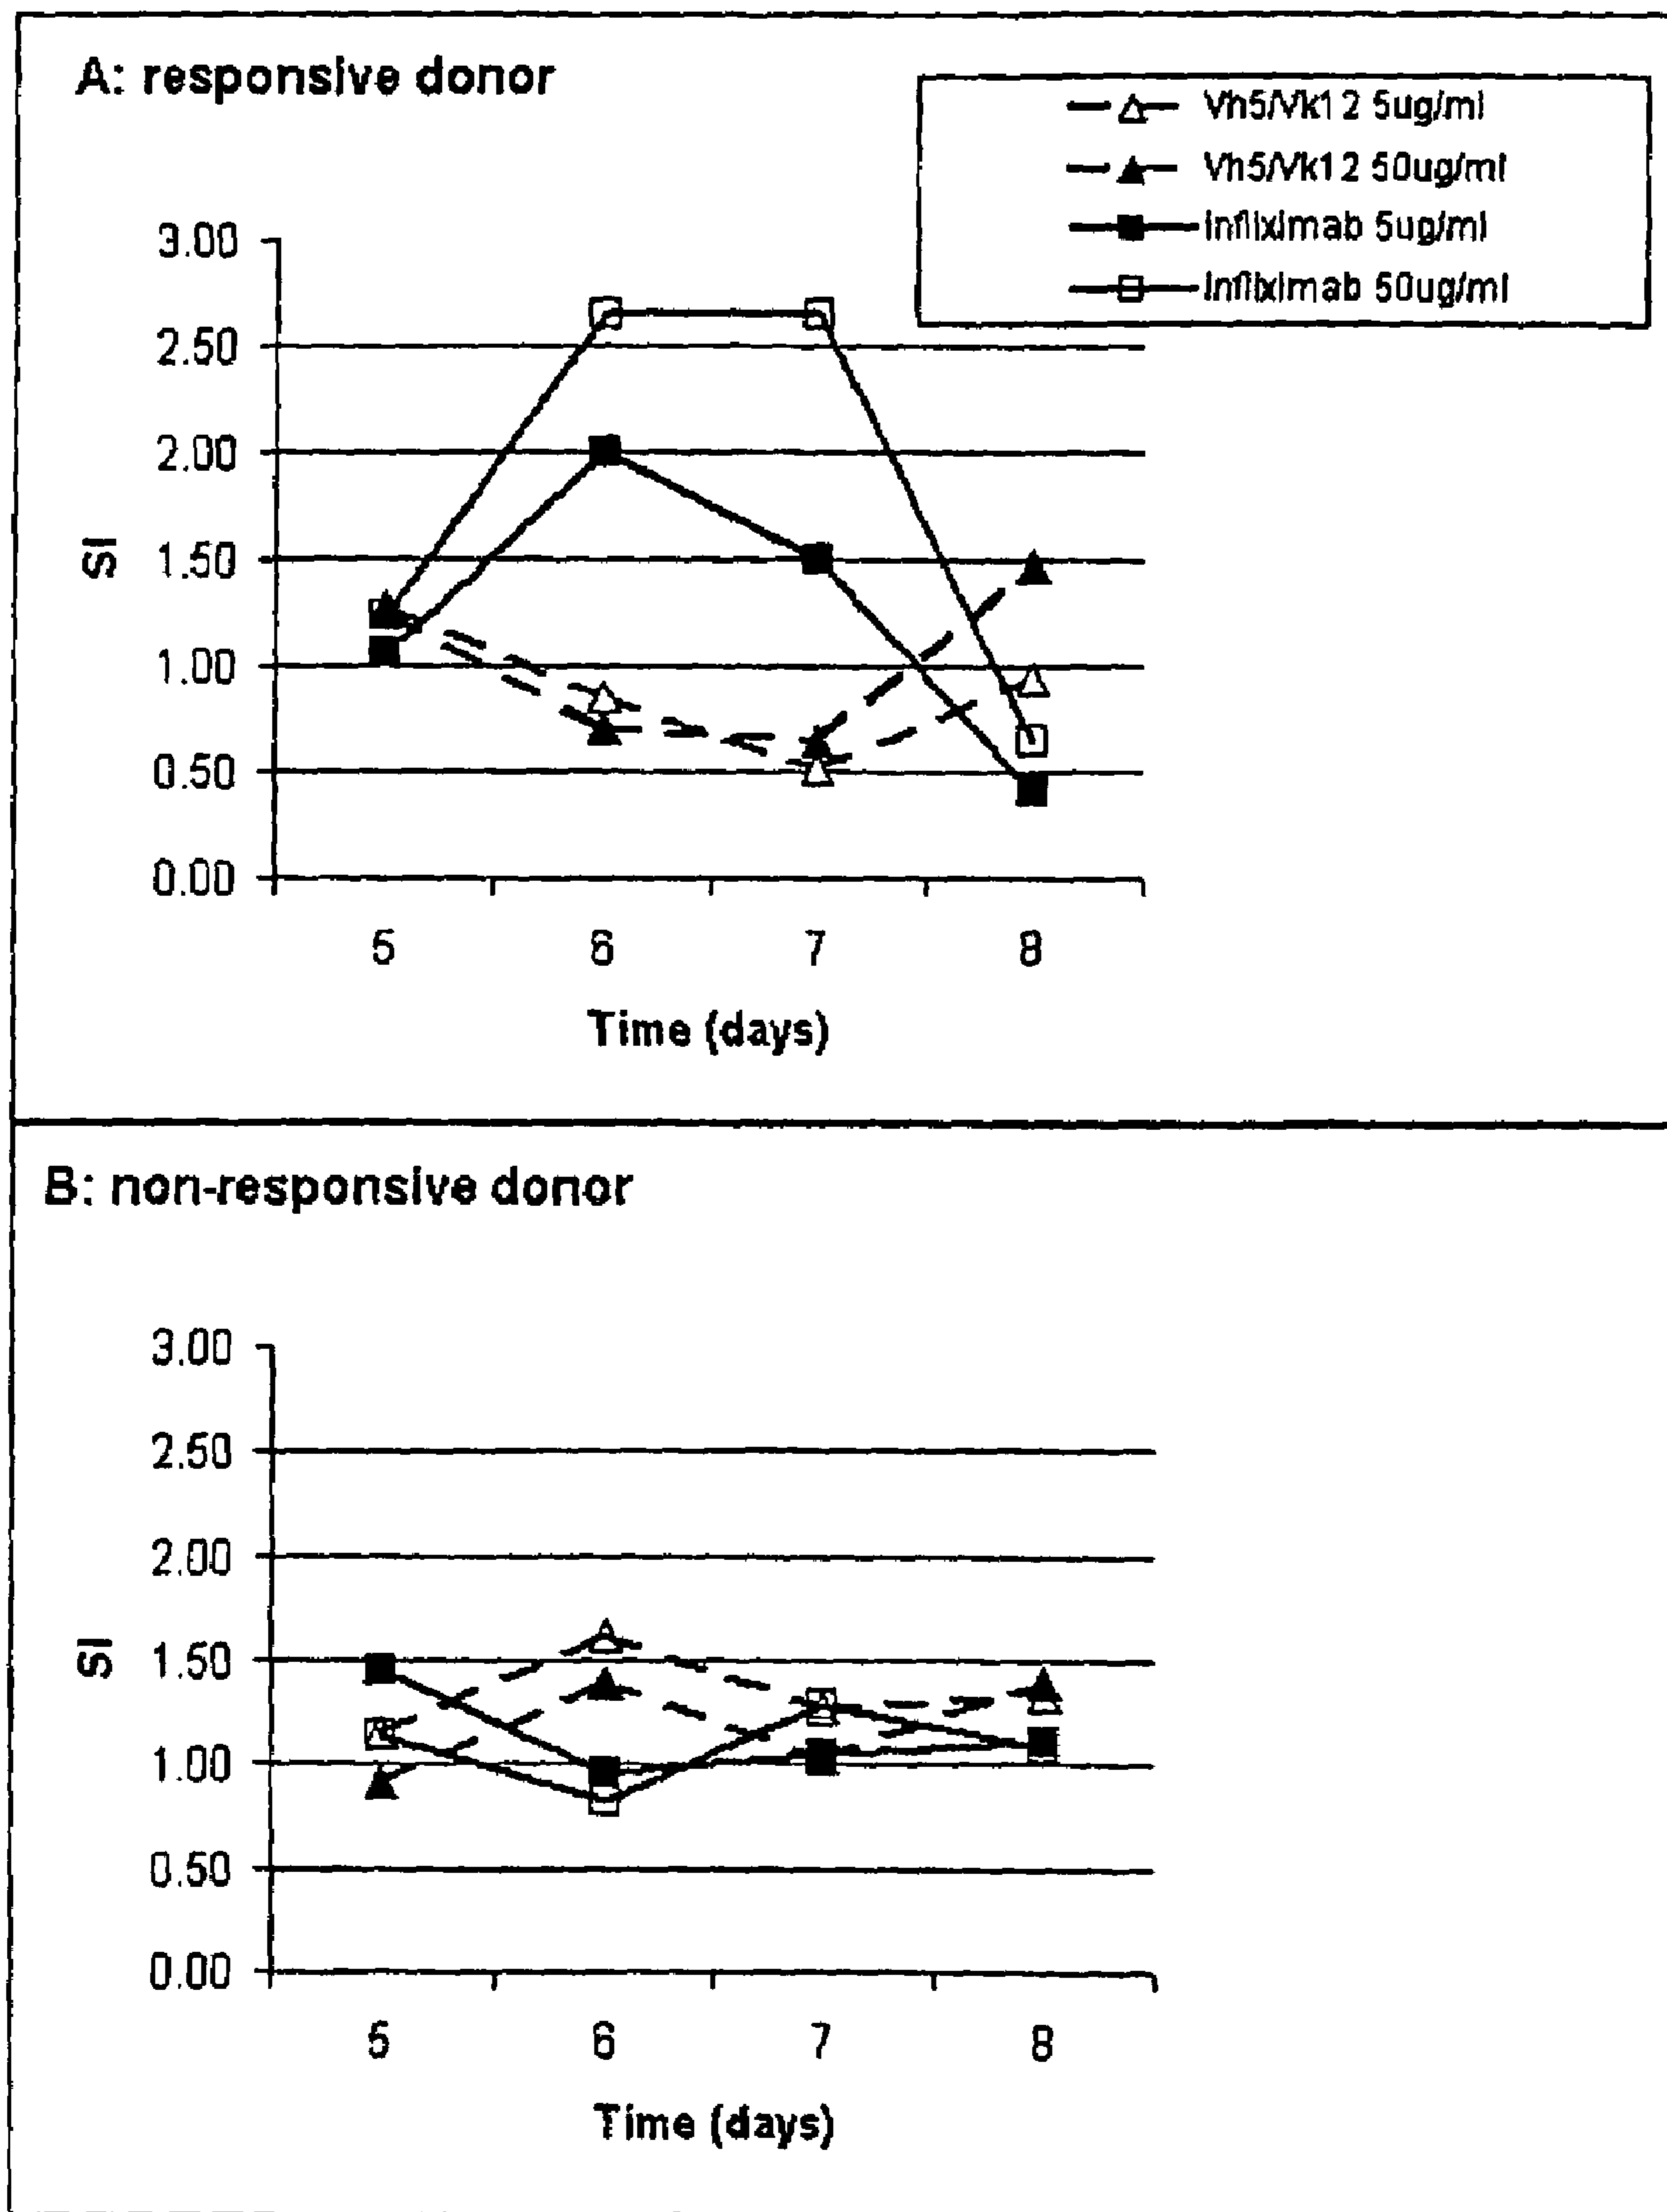 A: responsive donor
Vh5/Vk12 5ug/ml
Vh5/Vk12 50ug/ml
Infliximab 5ug/ml
Infliximab 50ug/ml
3.00
2.50
2.00
1.50
1.00
0.50
0.00
SI
5 6 7 8
Time (days)
B: non-responsive donor
3.00
2.50
2.00
1.50
1.00
0.50
0.00
SI
5 6 7 8
Time (days)